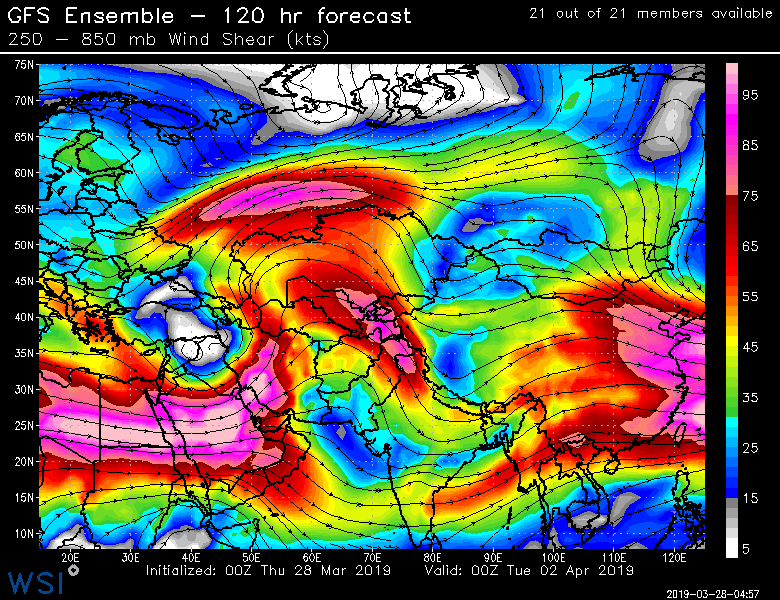 GFS Ensemble – 120 hr forecast
21 out of 21 members available
250 – 850 mb Wind Shear (kts)
75N
70N
65N
60N
55N
50N
45N
40N
35N
30N
25N
20N
15N
10N
95
85
75
65
55
45
35
25
15
5
20E 30E 40E 50E 60E 70E 80E 90E 100E 110E 120E
Initialized: 00Z Thu 28 Mar 2019 Valid: 00Z Tue 02 Apr 2019
WSI
2019-03-28-04:57